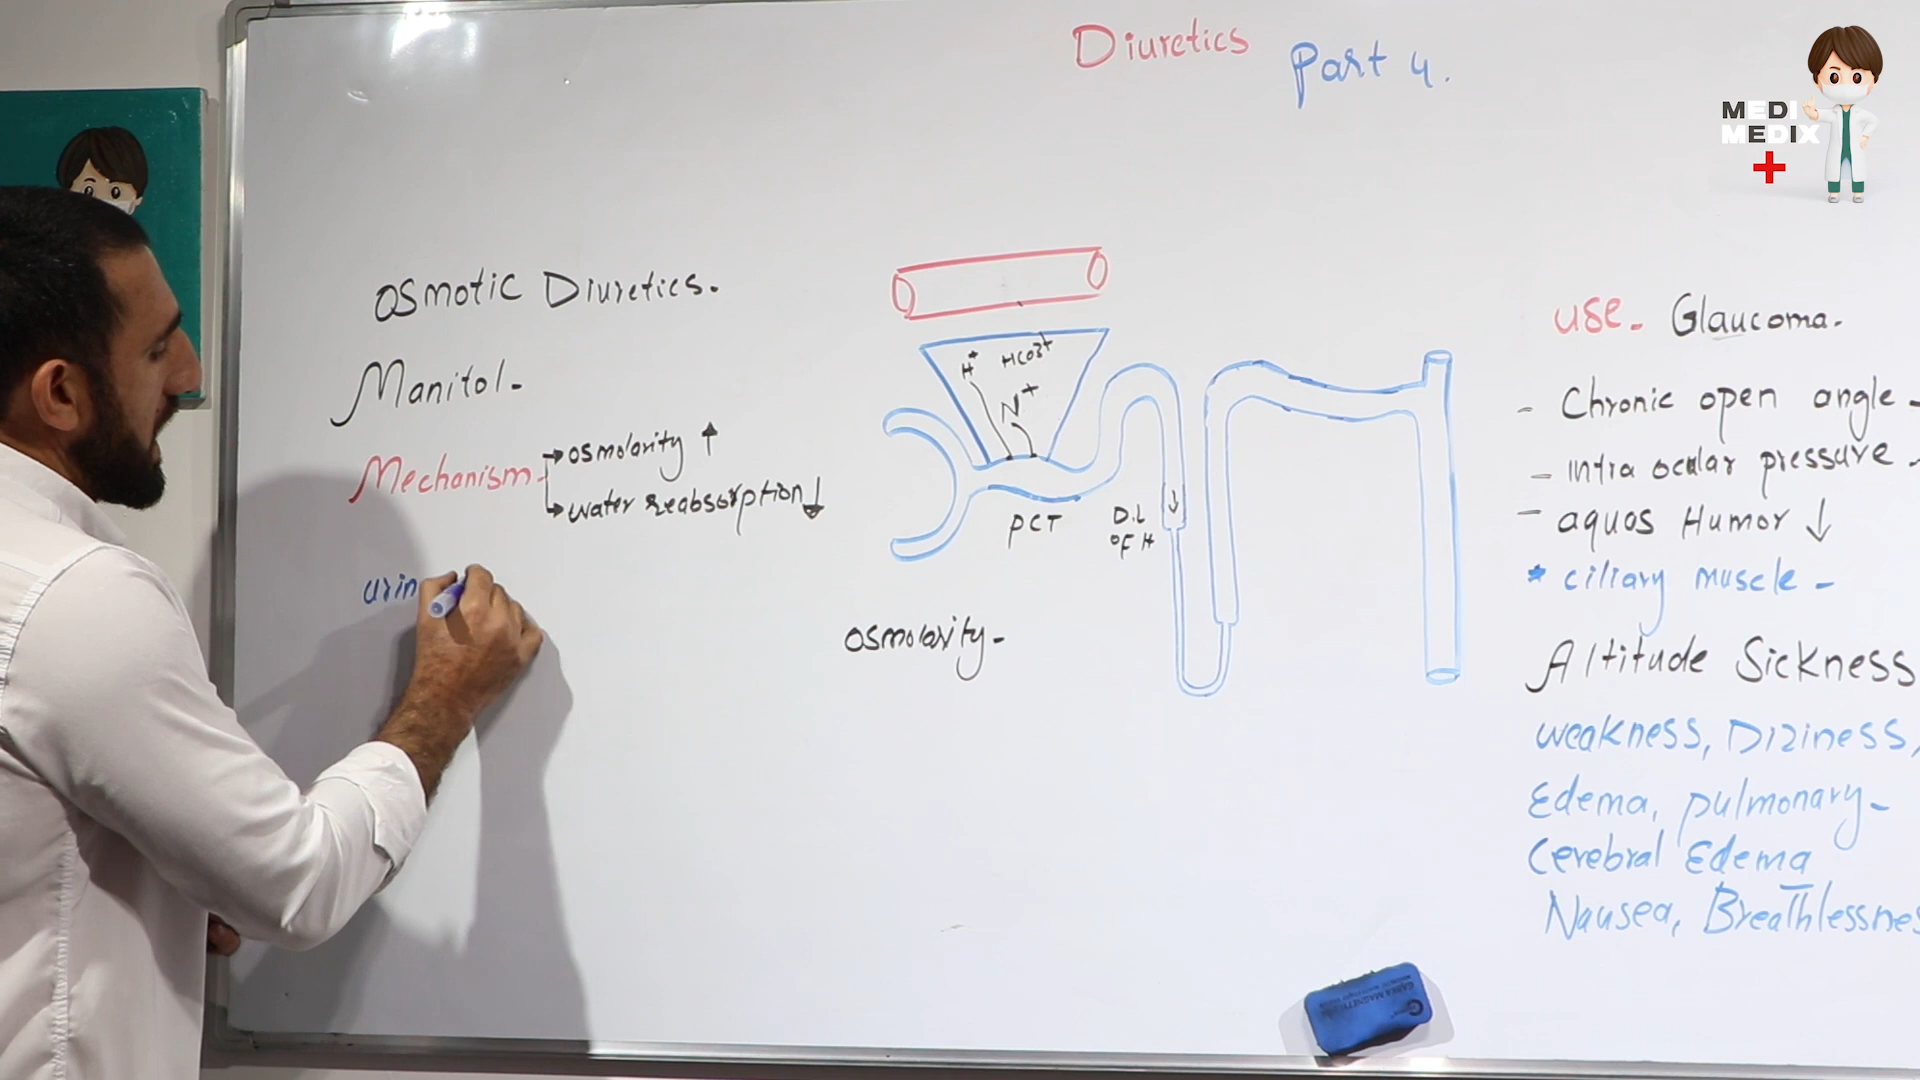 Diuretics Part 4.
MEDI
MEDIX
Osmotic Diuretics.
Manitol-
Mechanism-
→ osmolarity ↑
→ water reabsorption ↓
urin
H+ HCO3+
N+
PCT
D.L
OF H
↓
Osmolarity-
use- Glaucoma.
- Chronic open angle-
- intra ocular pressure-
- aquos Humor ↓
* ciliary muscle-
Altitude Sickness
weakness, Diziness,
Edema, pulmonary-
Cerebral Edema
Nausea, Breathlessnes